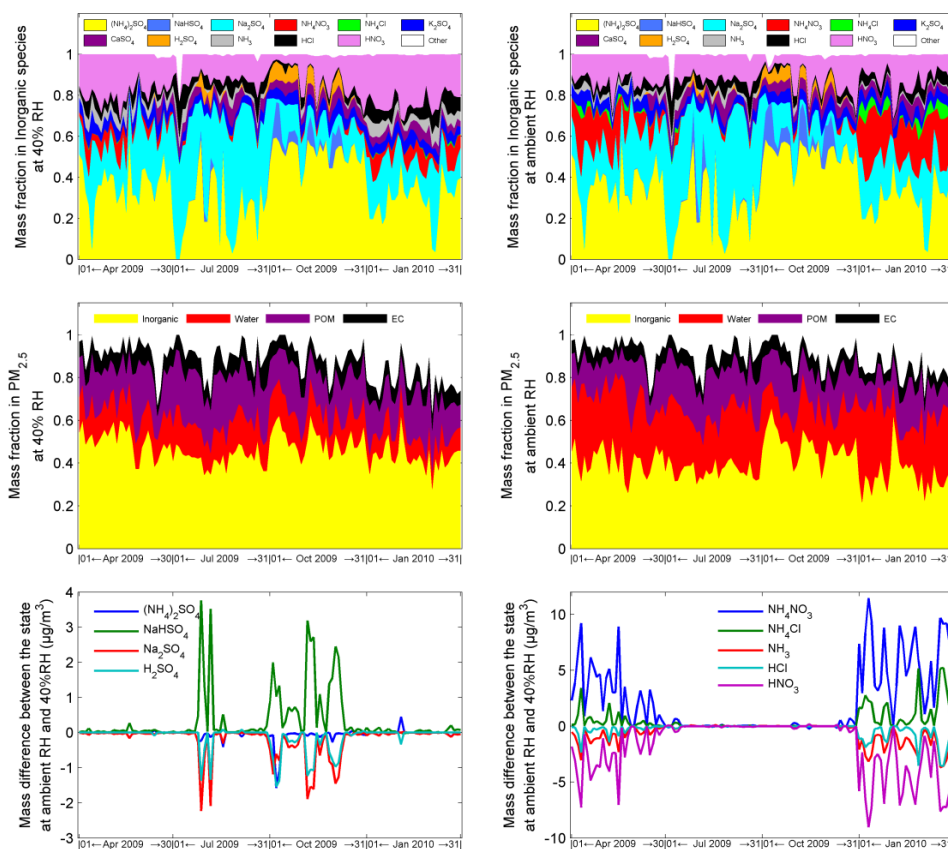 (NH4)2SO4 NaHSO4 Na2SO4 NH4NO3 NH4Cl K2SO4
CaSO4 H2SO4 NH3 HCl HNO3 Other
Mass fraction in Inorganic species
at 40% RH
1
0.8
0.6
0.4
0.2
0
|01← Apr 2009 →30|01← Jul 2009 →31|01← Oct 2009 →31|01← Jan 2010 →31|
(NH4)2SO4 NaHSO4 Na2SO4 NH4NO3 NH4Cl K2SO4
CaSO4 H2SO4 NH3 HCl HNO3 Other
Mass fraction in Inorganic species
at ambient RH
1
0.8
0.6
0.4
0.2
0
|01← Apr 2009 →30|01← Jul 2009 →31|01← Oct 2009 →31|01← Jan 2010 →31|
Inorganic Water POM EC
Mass fraction in PM2.5
at 40% RH
1
0.8
0.6
0.4
0.2
0
|01← Apr 2009 →30|01← Jul 2009 →31|01← Oct 2009 →31|01← Jan 2010 →31|
Inorganic Water POM EC
Mass fraction in PM2.5
at ambient RH
1
0.8
0.6
0.4
0.2
0
|01← Apr 2009 →30|01← Jul 2009 →31|01← Oct 2009 →31|01← Jan 2010 →31|
Mass difference between the state
at ambient RH and 40%RH (μg/m3)
4
3
2
1
0
-1
-2
-3
(NH4)2SO4
NaHSO4
Na2SO4
H2SO4
|01← Apr 2009 →30|01← Jul 2009 →31|01← Oct 2009 →31|01← Jan 2010 →31|
Mass difference between the state
at ambient RH and 40%RH (μg/m3)
10
5
0
-5
-10
NH4NO3
NH4Cl
NH3
HCl
HNO3
|01← Apr 2009 →30|01← Jul 2009 →31|01← Oct 2009 →31|01← Jan 2010 →31|